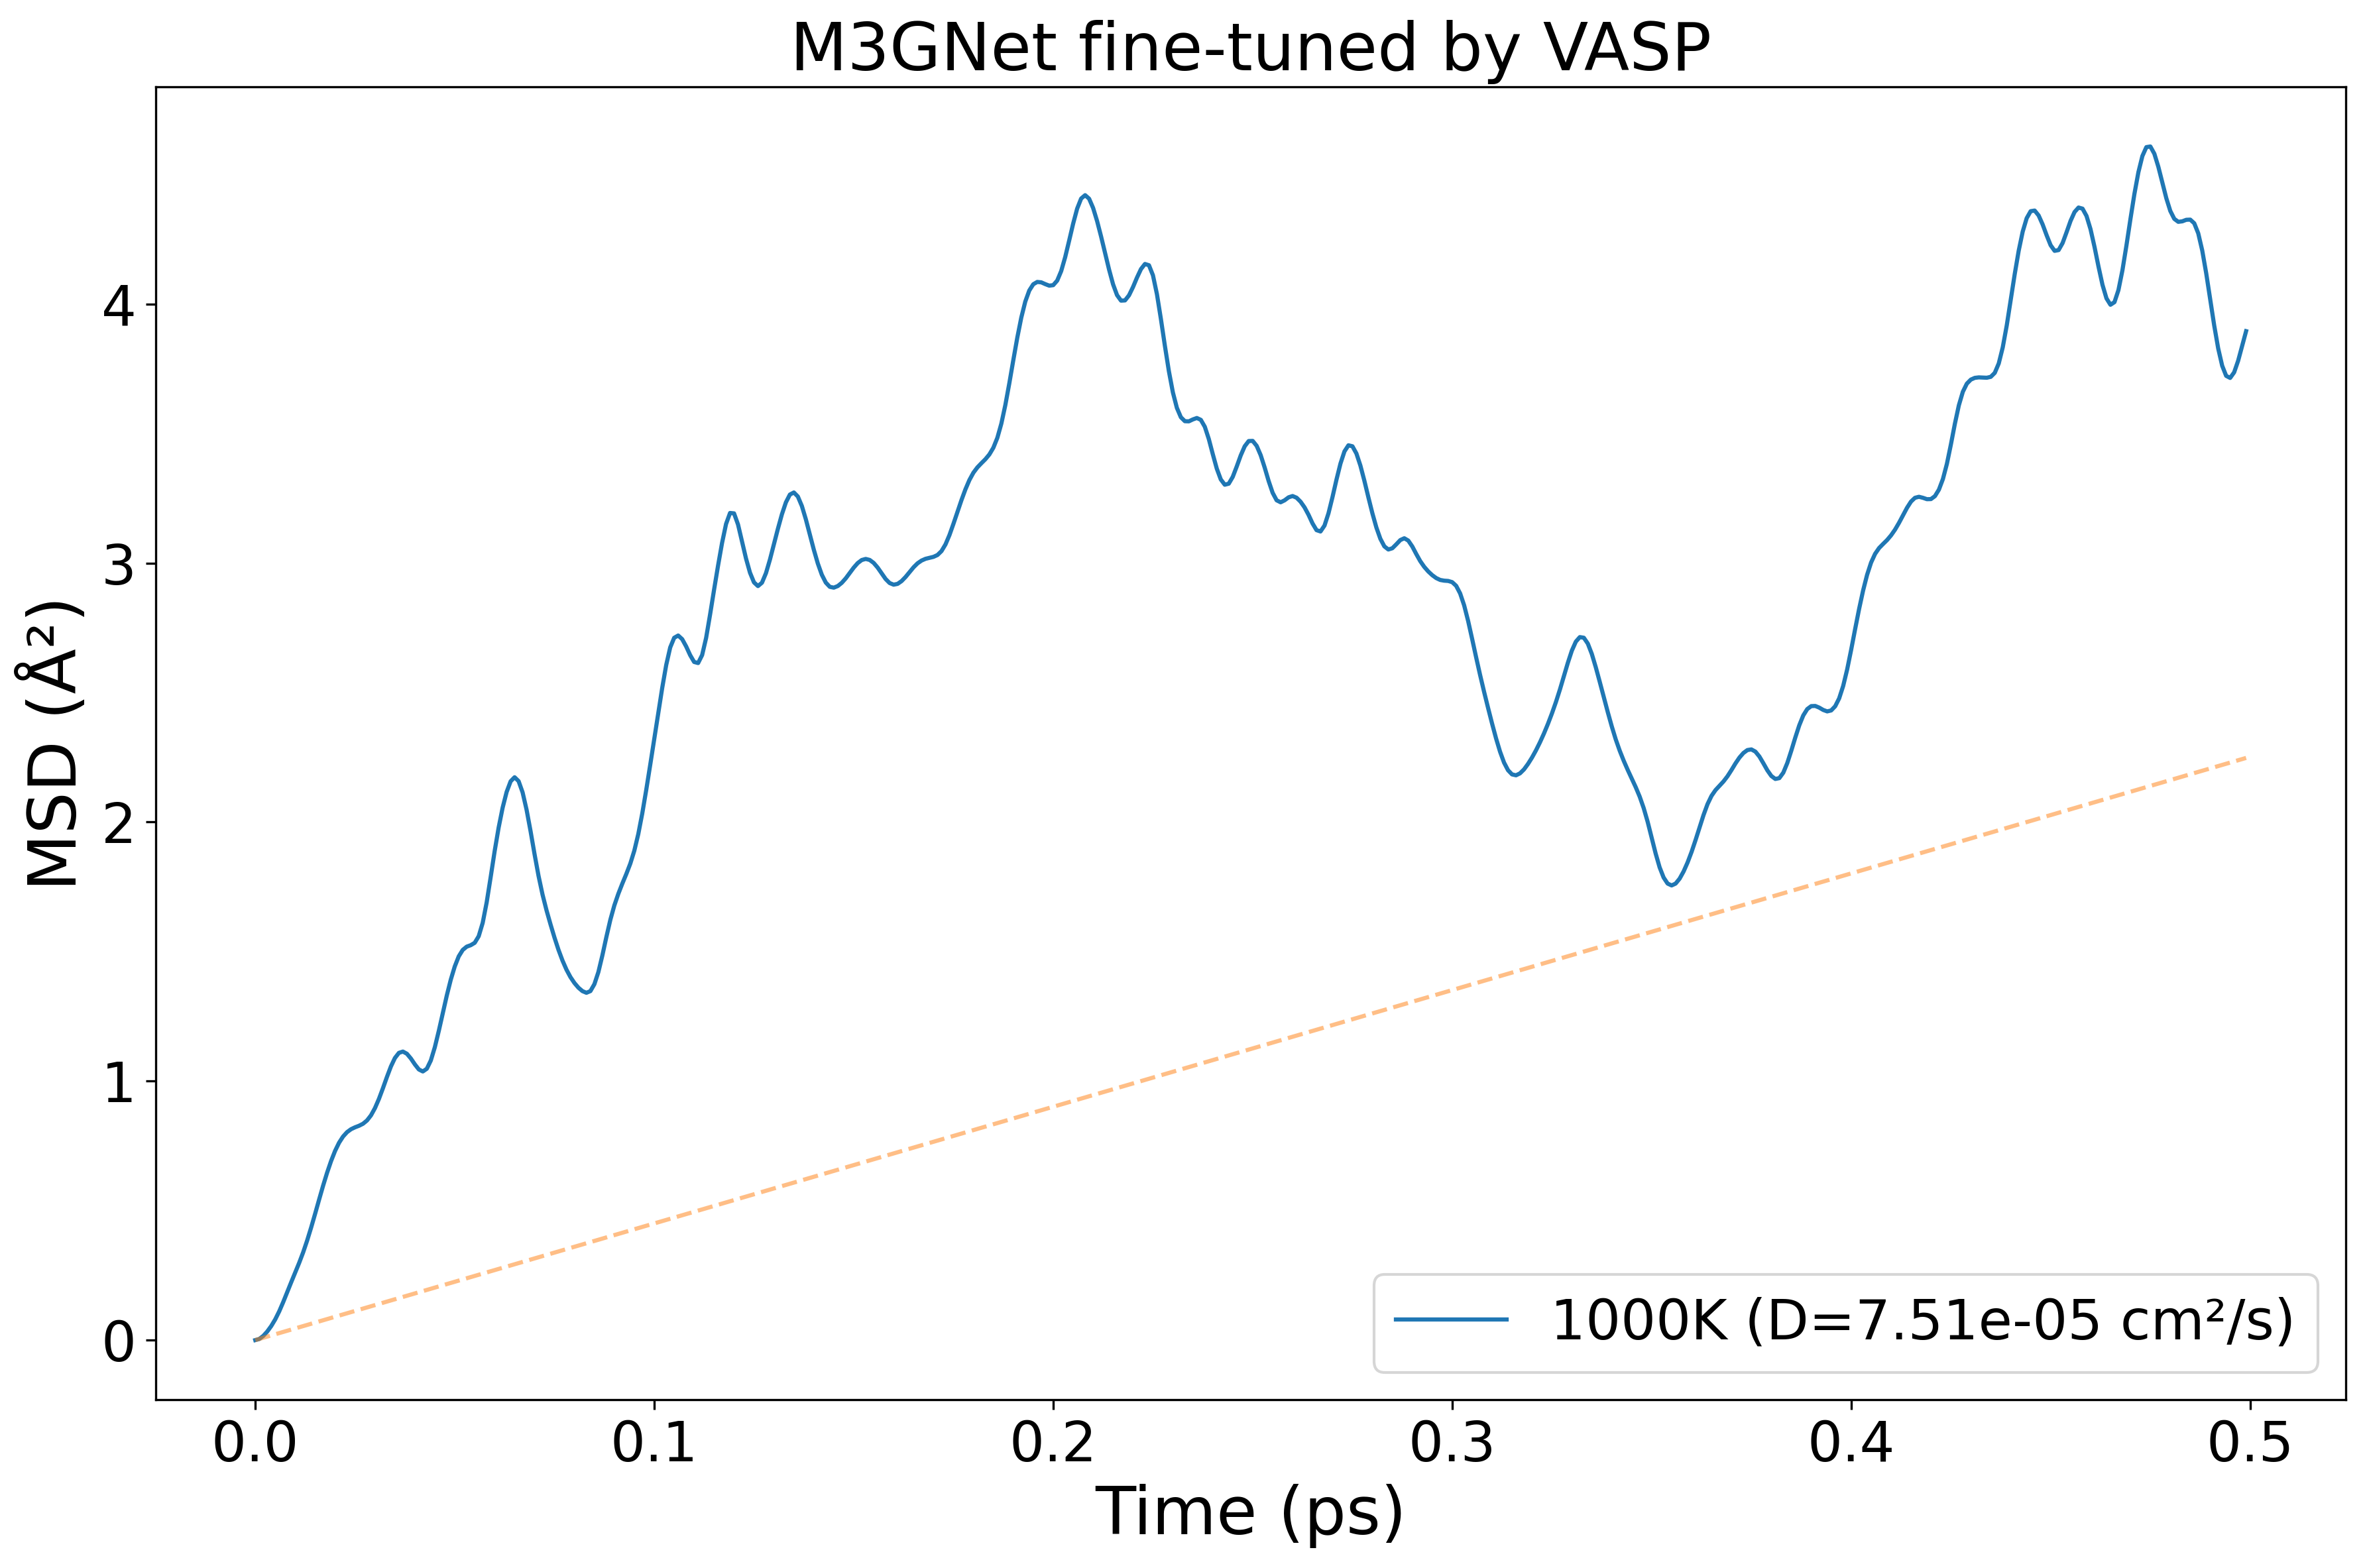 M3GNet fine-tuned by VASP
MSD (Å²)
4
3
2
1
0
1000K (D=7.51e-05 cm²/s)
0.0 0.1 0.2 0.3 0.4 0.5
Time (ps)